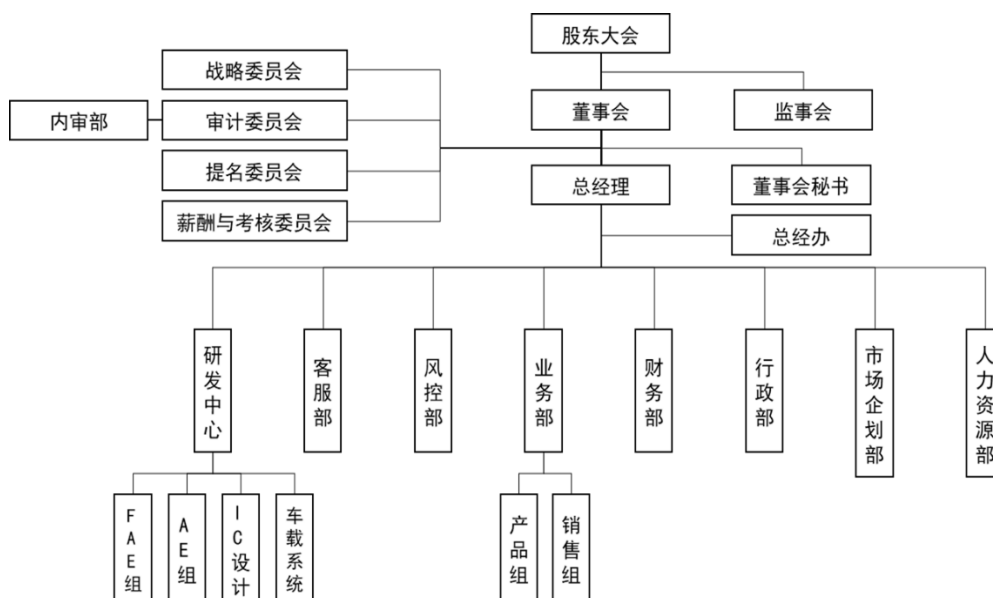 股东大会
战略委员会
董事会
监事会
内审部
审计委员会
提名委员会
总经理
董事会秘书
薪酬与考核委员会
总经办
研发中心
客服部
风控部
业务部
财务部
行政部
市场企划部
人力资源部
FAE组
AE组
IC设计
车载系统
产品组
销售组